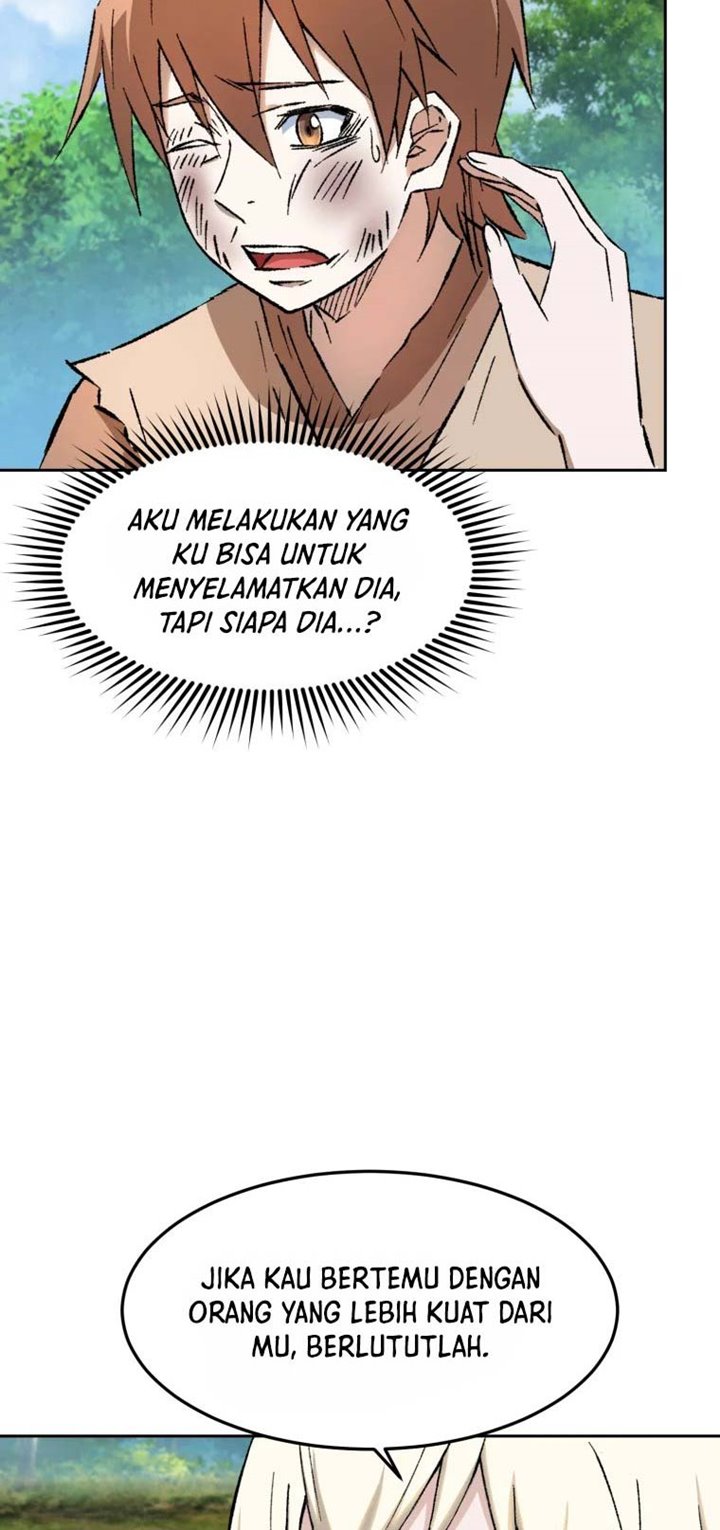 AKU MELAKUKAN YANG
KU BISA UNTUK
MENYELAMATKAN DIA,
TAPI SIAPA DIA...?
JIKA KAU BERTEMU DENGAN
ORANG YANG LEBIH KUAT DARI
MU, BERLUTUTLAH.